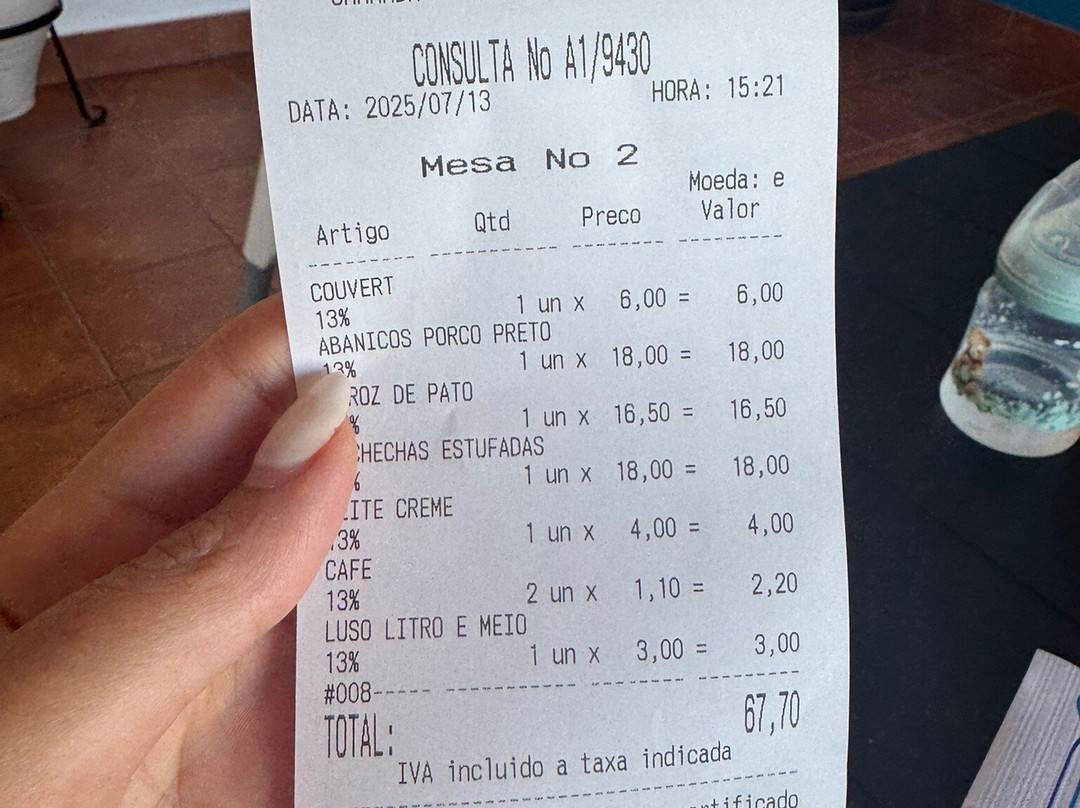 CONSULTA No A1/9430
DATA: 2025/07/13 HORA: 15:21
Mesa No 2
Moeda: e
Artigo Qtd Preco Valor
COUVERT
13% 1 un x 6,00 = 6,00
ABANICOS PORCO PRETO
13% 1 un x 18,00 = 18,00
ROZ DE PATO
% 1 un x 16,50 = 16,50
CHECHAS ESTUFADAS
% 1 un x 18,00 = 18,00
ITE CREME
3% 1 un x 4,00 = 4,00
CAFE
13% 2 un x 1,10 = 2,20
LUSO LITRO E MEIO
13% 1 un x 3,00 = 3,00
#008
TOTAL: 67,70
IVA incluido a taxa indicada